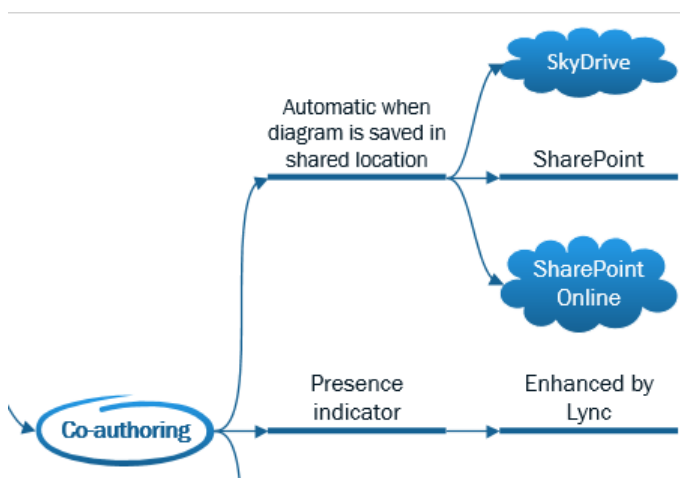 SkyDrive
Automatic when
diagram is saved in
shared location
SharePoint
SharePoint
Online
Presence
indicator
Enhanced by
Lync
Co-authoring